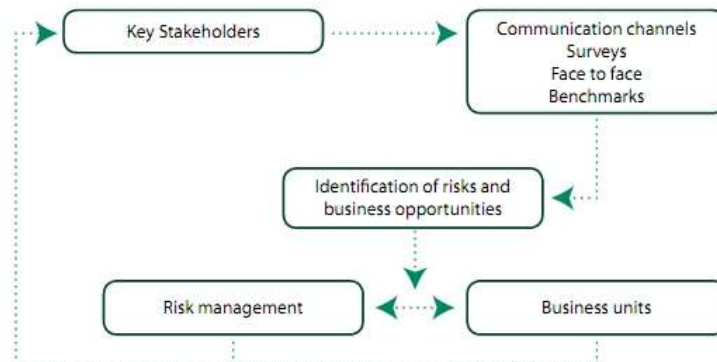 Key Stakeholders
Communication channels
Surveys
Face to face
Benchmarks
Identification of risks and
business opportunities
Risk management
Business units